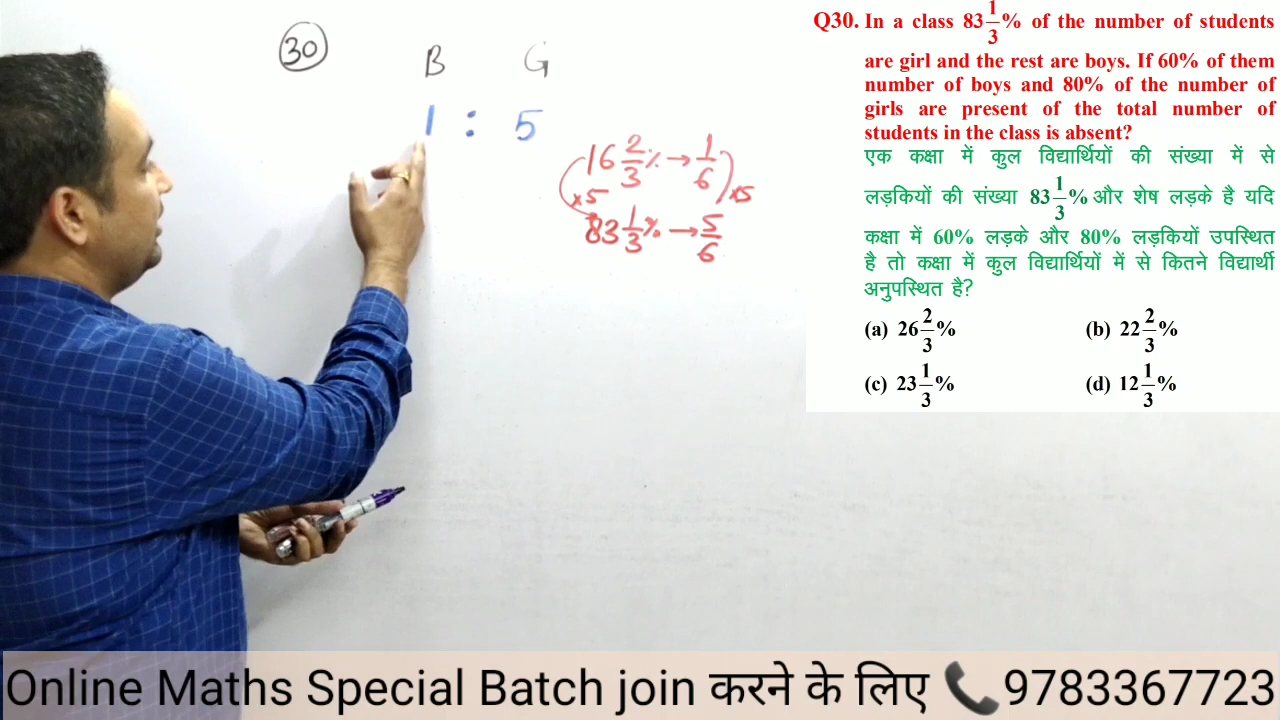 30
B G
1 : 5
16 2/3 % → 1/6
×5 ×5
83 1/3 % → 5/6
Q30. In a class 83 1/3 % of the number of students
are girl and the rest are boys. If 60% of them
number of boys and 80% of the number of
girls are present of the total number of
students in the class is absent?
एक कक्षा में कुल विद्यार्थियों की संख्या में से
लड़कियों की संख्या 83 1/3 % और शेष लड़के है यदि
कक्षा में 60% लड़के और 80% लड़कियों उपस्थित
है तो कक्षा में कुल विद्यार्थियों में से कितने विद्यार्थी
अनुपस्थित है?
(a) 26 2/3 % (b) 22 2/3 %
(c) 23 1/3 % (d) 12 1/3 %
Online Maths Special Batch join करने के लिए 📞9783367723